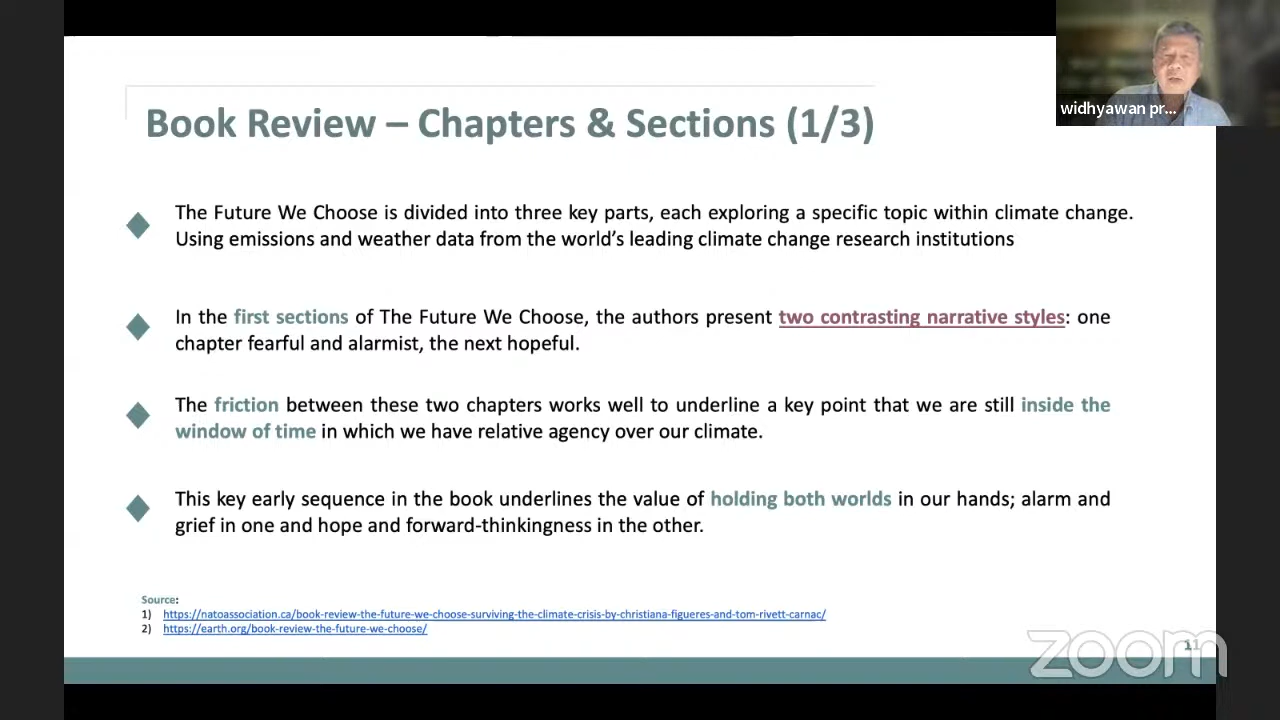 widhyawan pr...
Book Review – Chapters & Sections (1/3)
The Future We Choose is divided into three key parts, each exploring a specific topic within climate change.
Using emissions and weather data from the world's leading climate change research institutions
In the first sections of The Future We Choose, the authors present two contrasting narrative styles: one
chapter fearful and alarmist, the next hopeful.
The friction between these two chapters works well to underline a key point that we are still inside the
window of time in which we have relative agency over our climate.
This key early sequence in the book underlines the value of holding both worlds in our hands; alarm and
grief in one and hope and forward-thinkingness in the other.
Source:
1) https://natoassociation.ca/book-review-the-future-we-choose-surviving-the-climate-crisis-by-christiana-figueres-and-tom-rivett-carnac/
2) https://earth.org/book-review-the-future-we-choose/
11
zoom